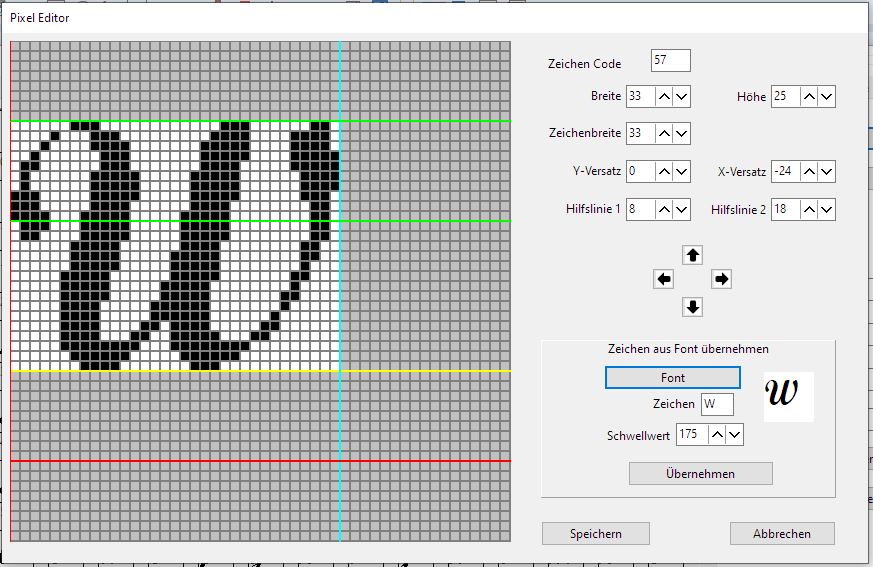 Pixel Editor
Zeichen Code 57
Breite 33 Höhe 25
Zeichenbreite 33
Y-Versatz 0 X-Versatz -24
Hilfslinie 1 8 Hilfslinie 2 18
Zeichen aus Font übernehmen
Font
Zeichen W
W
Schwellwert 175
Übernehmen
Speichern Abbrechen